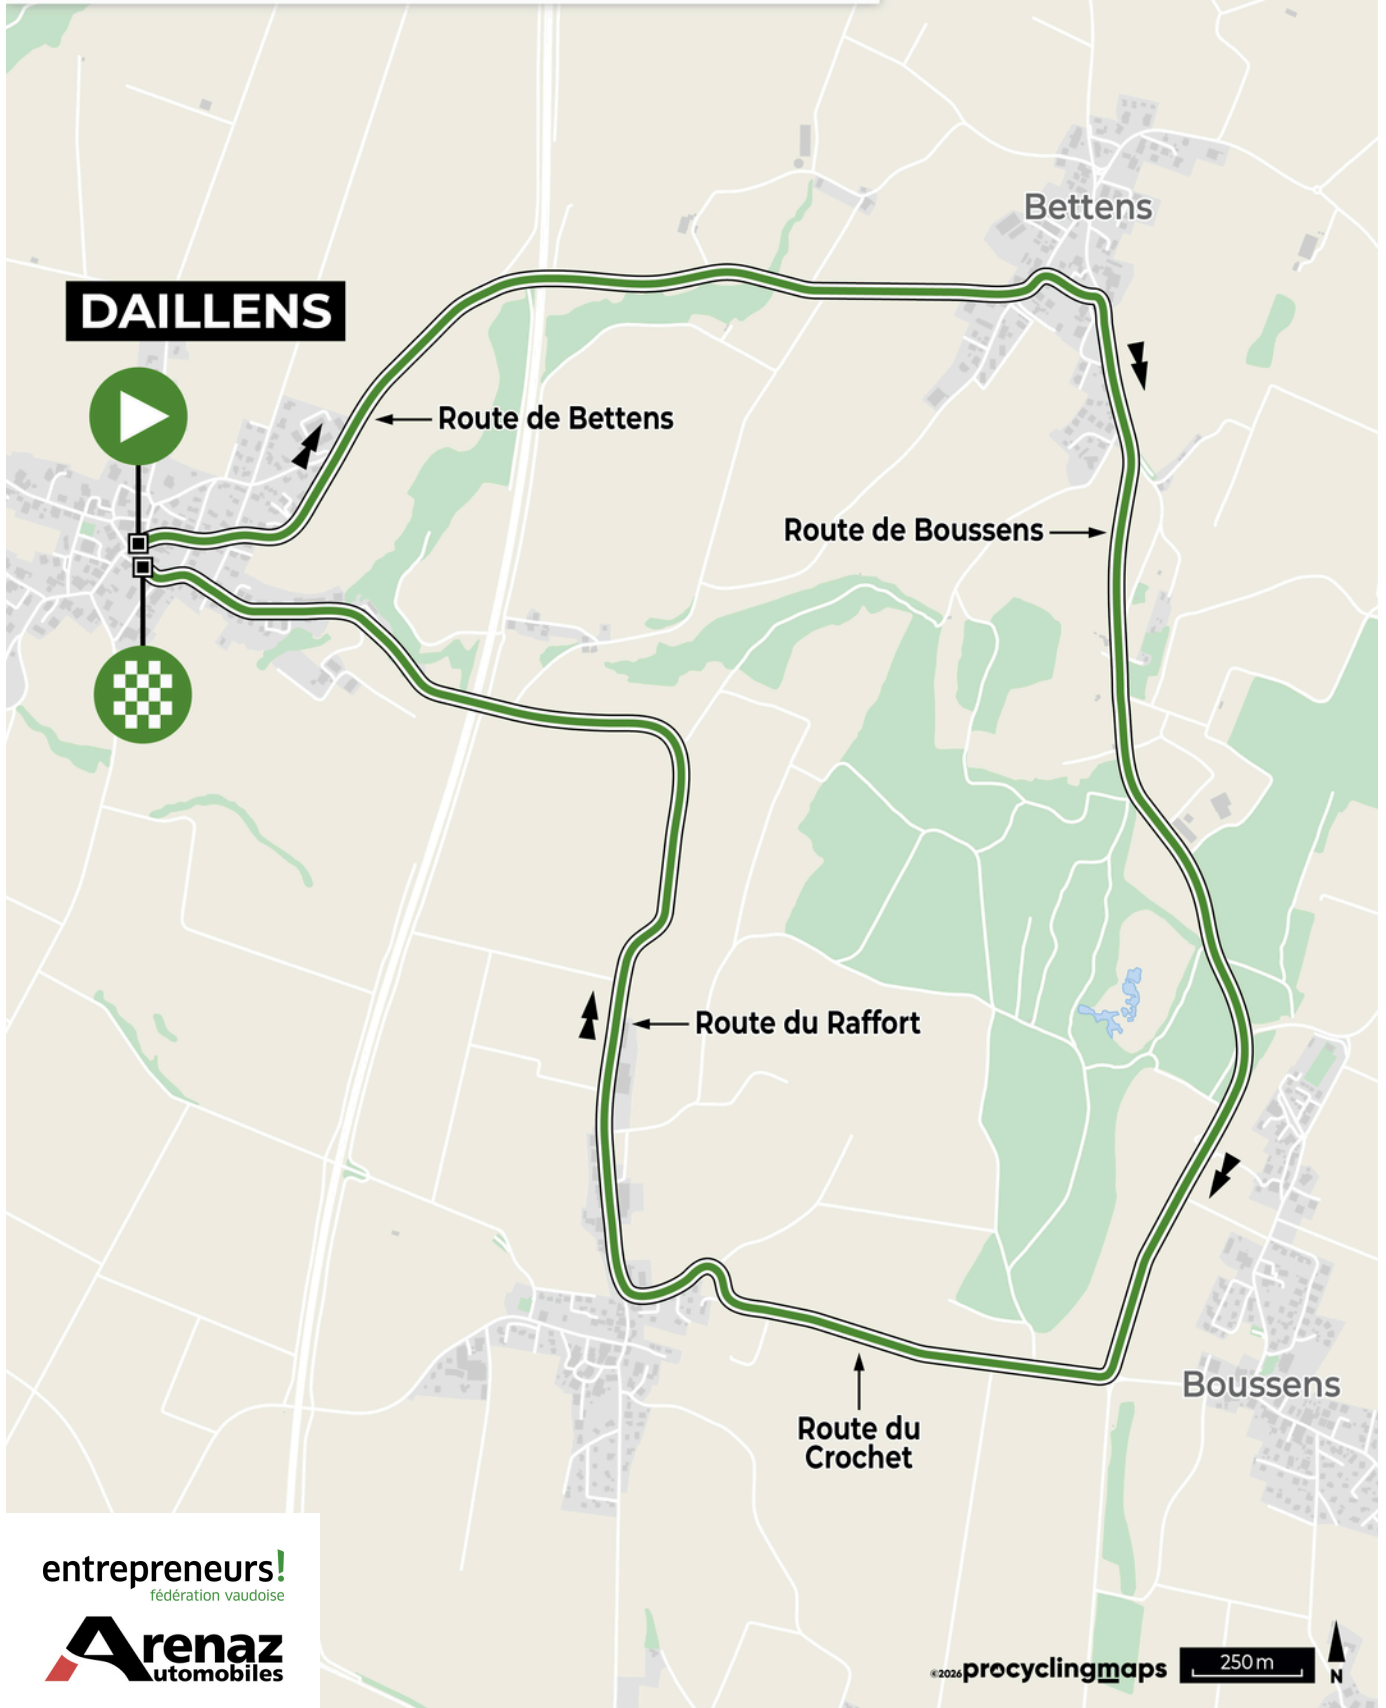 Bettens
DAILLENS
Route de Bettens
Route de Boussens
Route du Raffort
Boussens
Route du
Crochet
entrepreneurs!
fédération vaudoise
Arenaz
Automobiles
©2026 procyclingmaps
250 m
N